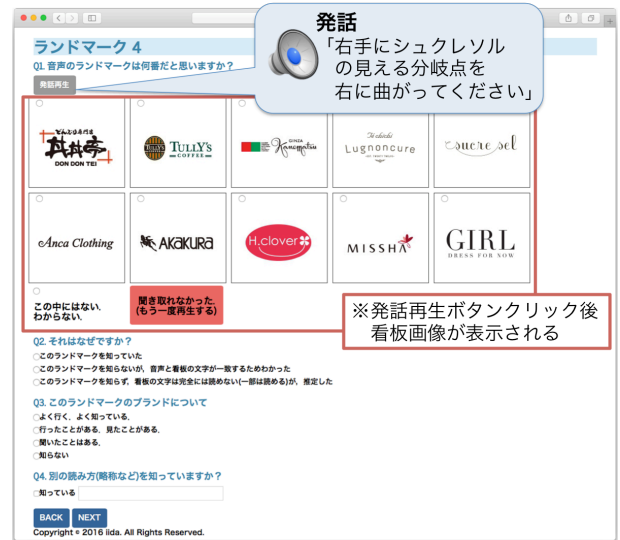 発話
「右手にシュクレソル
の見える分岐点を
右に曲がってください」
ランドマーク 4
Q1. 音声のランドマークは何番だと思いますか？
発話再生
どんぶり専門店
丼丼亭
DON DON TEI
TULLY'S
COFFEE
GINZA
Kanematsu
Té chichi
Lugnoncure
sucre sel
Anca Clothing
AKAKURA
H.clover
MISSHA
GIRL
DRESS FOR NOW
この中にはない,
わからない.
聞き取れなかった.
(もう一度再生する)
※発話再生ボタンクリック後
看板画像が表示される
Q2. それはなぜですか？
このランドマークを知っていた
このランドマークを知らないが，音声と看板の文字が一致するためわかった
このランドマークを知らず，看板の文字は完全には読めない(一部は読める)が，推定した
Q3. このランドマークのブランドについて
よく行く，よく知っている．
行ったことがある，見たことがある．
聞いたことはある．
知らない
Q4. 別の読み方(略称など)を知っていますか？
知っている
BACK NEXT
Copyright © 2016 iida. All Rights Reserved.